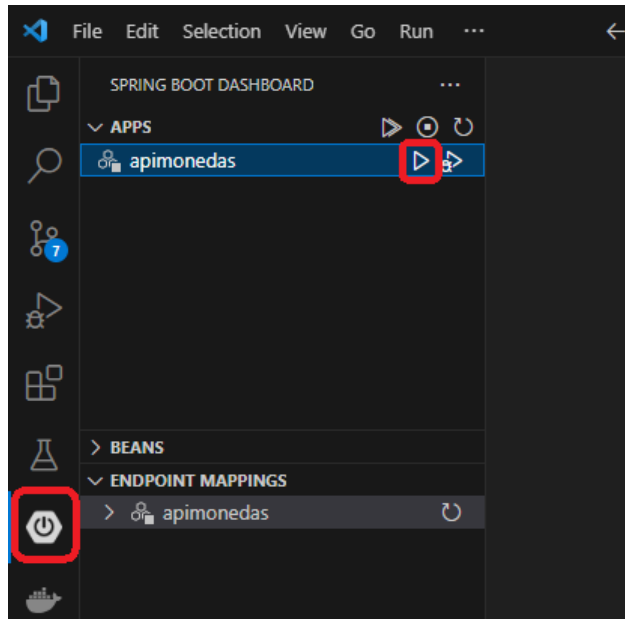 File Edit Selection View Go Run ...
SPRING BOOT DASHBOARD ...
APPS
apimonedas
7
BEANS
ENDPOINT MAPPINGS
apimonedas